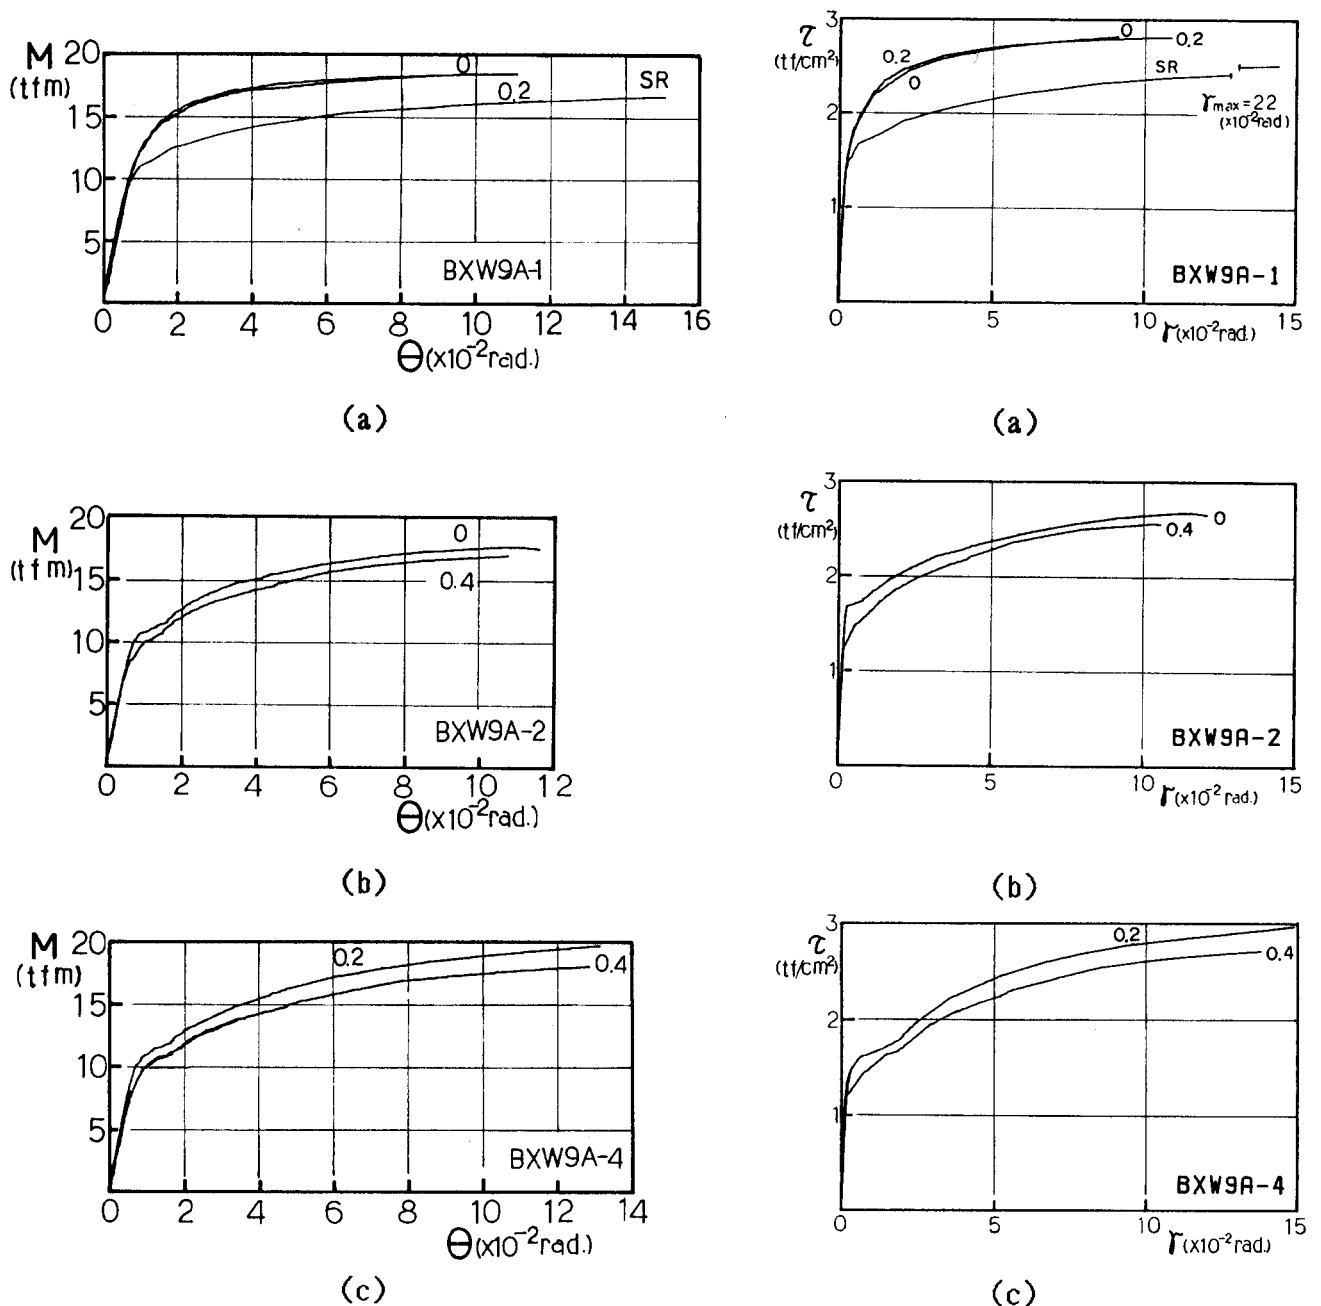 M 20
(tfm)
15
10
5
0
0.2
SR
BXW9A-1
0 2 4 6 8 10 12 14 16
θ(x10-2rad.)
(a)
τ 3
(tf/cm2)
2
1
0
0.2
0.2
0
SR
γmax=22
(x10-2rad)
BXW9A-1
0 5 10 15
γ(x10-2rad.)
(a)
M 20
(tfm)
15
10
5
0
0.4
BXW9A-2
0 2 4 6 8 10 12
θ(x10-2rad.)
(b)
τ 3
(tf/cm2)
2
1
0
0.4
BXW9A-2
0 5 10 15
γ(x10-2rad.)
(b)
M 20
(tfm)
15
10
5
0.2
0.4
BXW9A-4
0 2 4 6 8 10 12 14
θ(x10-2rad.)
(c)
τ 3
(tf/cm2)
2
1
0.2
0.4
BXW9A-4
0 5 10 15
γ(x10-2rad.)
(c)